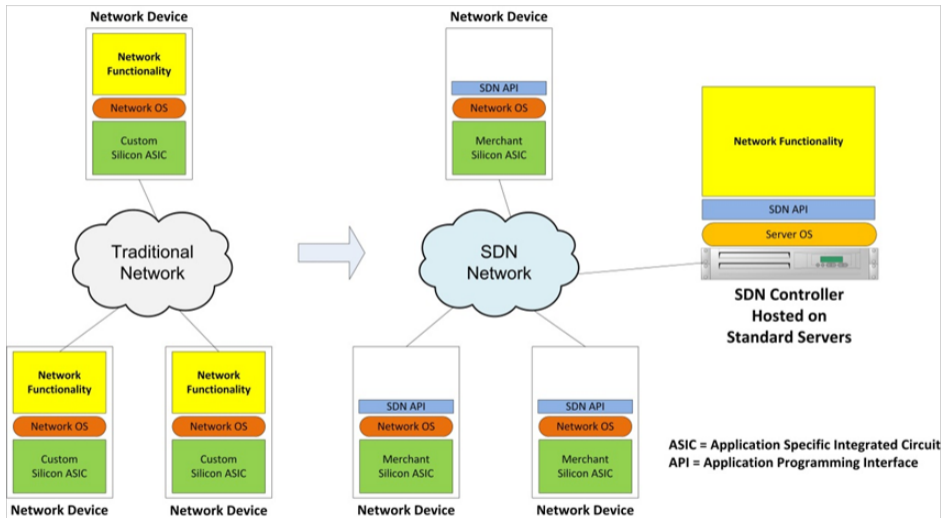 Network Device
Network
Functionality
Network OS
Custom
Silicon ASIC
Traditional
Network
Network
Functionality
Network OS
Custom
Silicon ASIC
Network Device
Network
Functionality
Network OS
Custom
Silicon ASIC
Network Device
Network Device
SDN API
Network OS
Merchant
Silicon ASIC
SDN
Network
SDN API
Network OS
Merchant
Silicon ASIC
Network Device
SDN API
Network OS
Merchant
Silicon ASIC
Network Device
Network Functionality
SDN API
Server OS
SDN Controller
Hosted on
Standard Servers
ASIC = Application Specific Integrated Circuit
API = Application Programming Interface